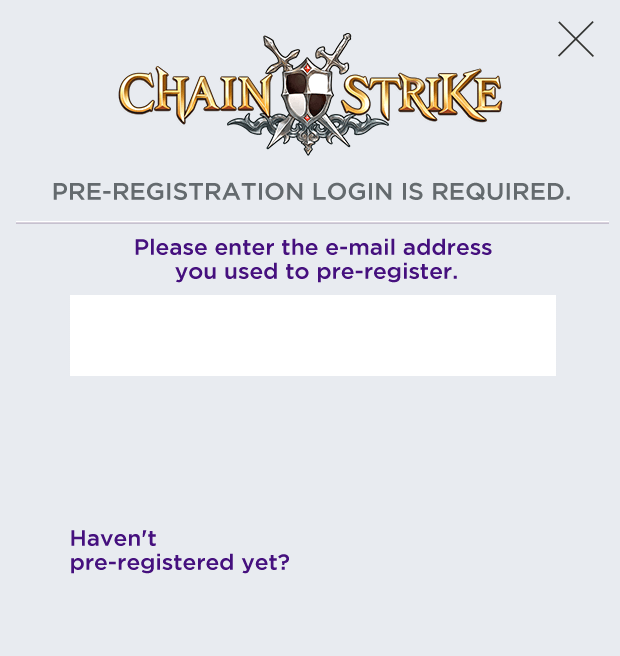 CHAIN STRIKE
PRE-REGISTRATION LOGIN IS REQUIRED.
Please enter the e-mail address
you used to pre-register.
Haven't
pre-registered yet?